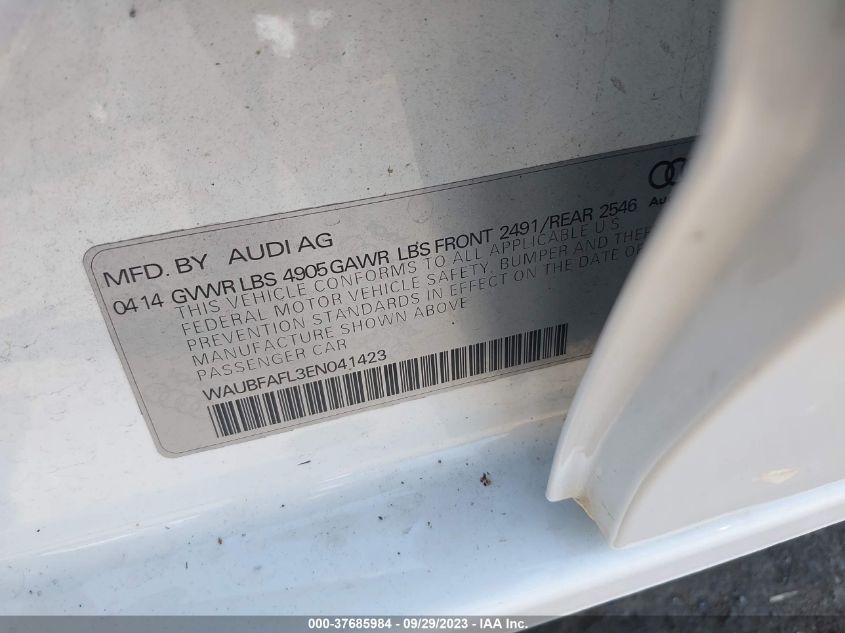 MFD. BY AUDI AG
0414 GVWR LBS 4905 GAWR LBS FRONT 2491/REAR 2546
THIS VEHICLE CONFORMS TO ALL APPLICABLE U.S
FEDERAL MOTOR VEHICLE SAFETY, BUMPER AND THEF
PREVENTION STANDARDS IN EFFECT ON THE DATE OF
MANUFACTURE SHOWN ABOVE
PASSENGER CAR
WAUBFAFL3EN041423
000-37685984 - 09/29/2023 - IAA Inc.